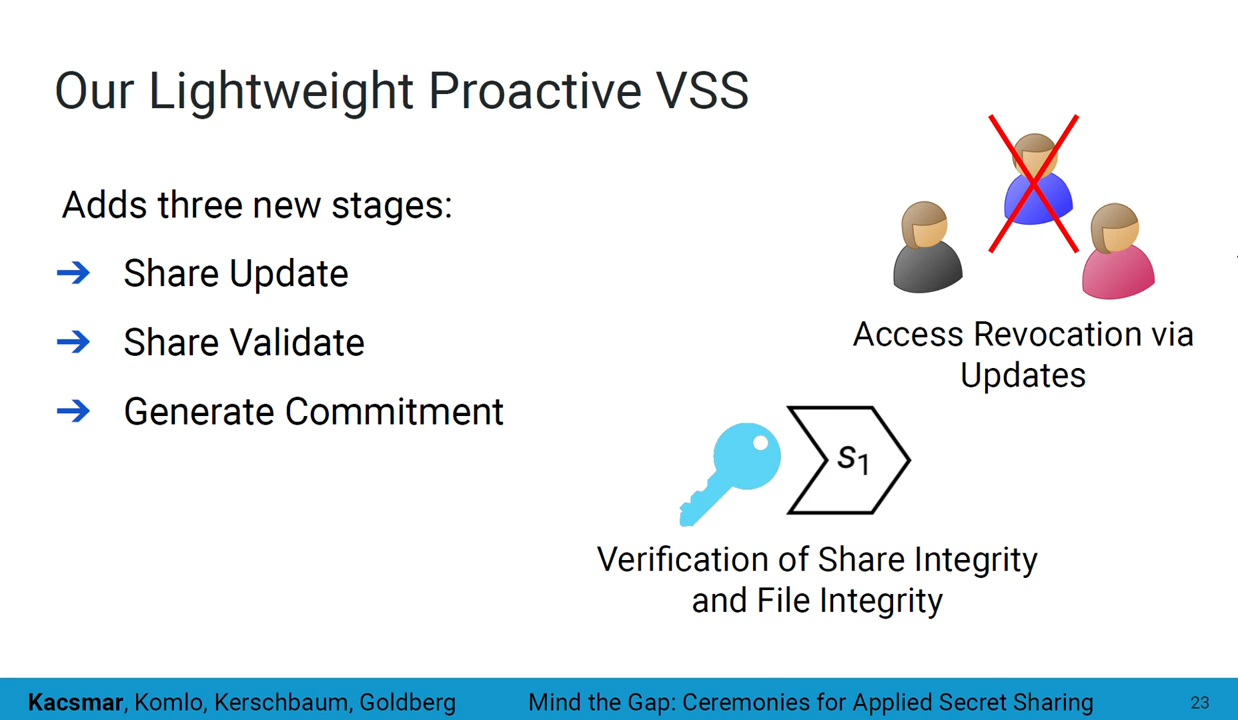 Our Lightweight Proactive VSS
Adds three new stages:
➔ Share Update
➔ Share Validate
➔ Generate Commitment
Access Revocation via
Updates
s₁
Verification of Share Integrity
and File Integrity
Kacsmar, Komlo, Kerschbaum, Goldberg
Mind the Gap: Ceremonies for Applied Secret Sharing
23